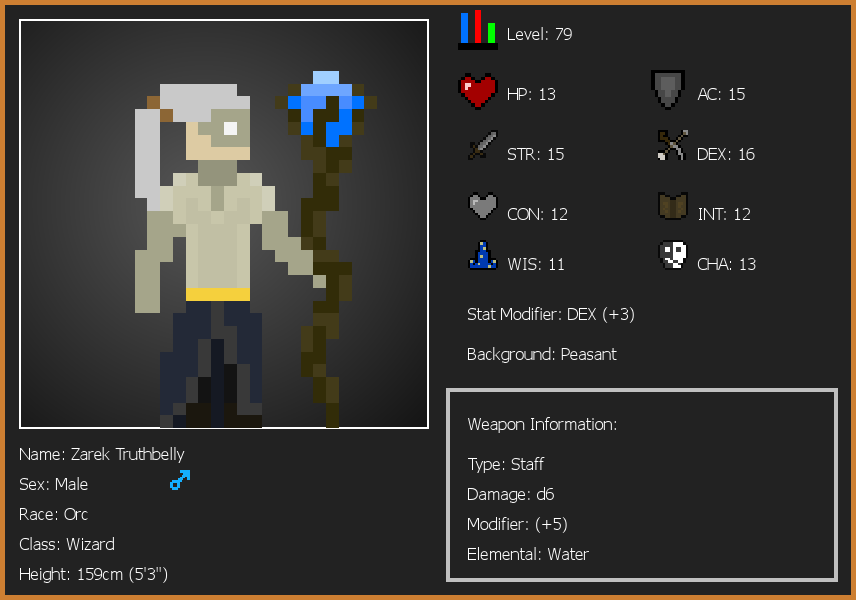 Level: 79
HP: 13
AC: 15
STR: 15
DEX: 16
CON: 12
INT: 12
WIS: 11
CHA: 13
Stat Modifier: DEX (+3)
Background: Peasant
Weapon Information:
Type: Staff
Damage: d6
Modifier: (+5)
Elemental: Water
Name: Zarek Truthbelly
Sex: Male
Race: Orc
Class: Wizard
Height: 159cm (5'3")